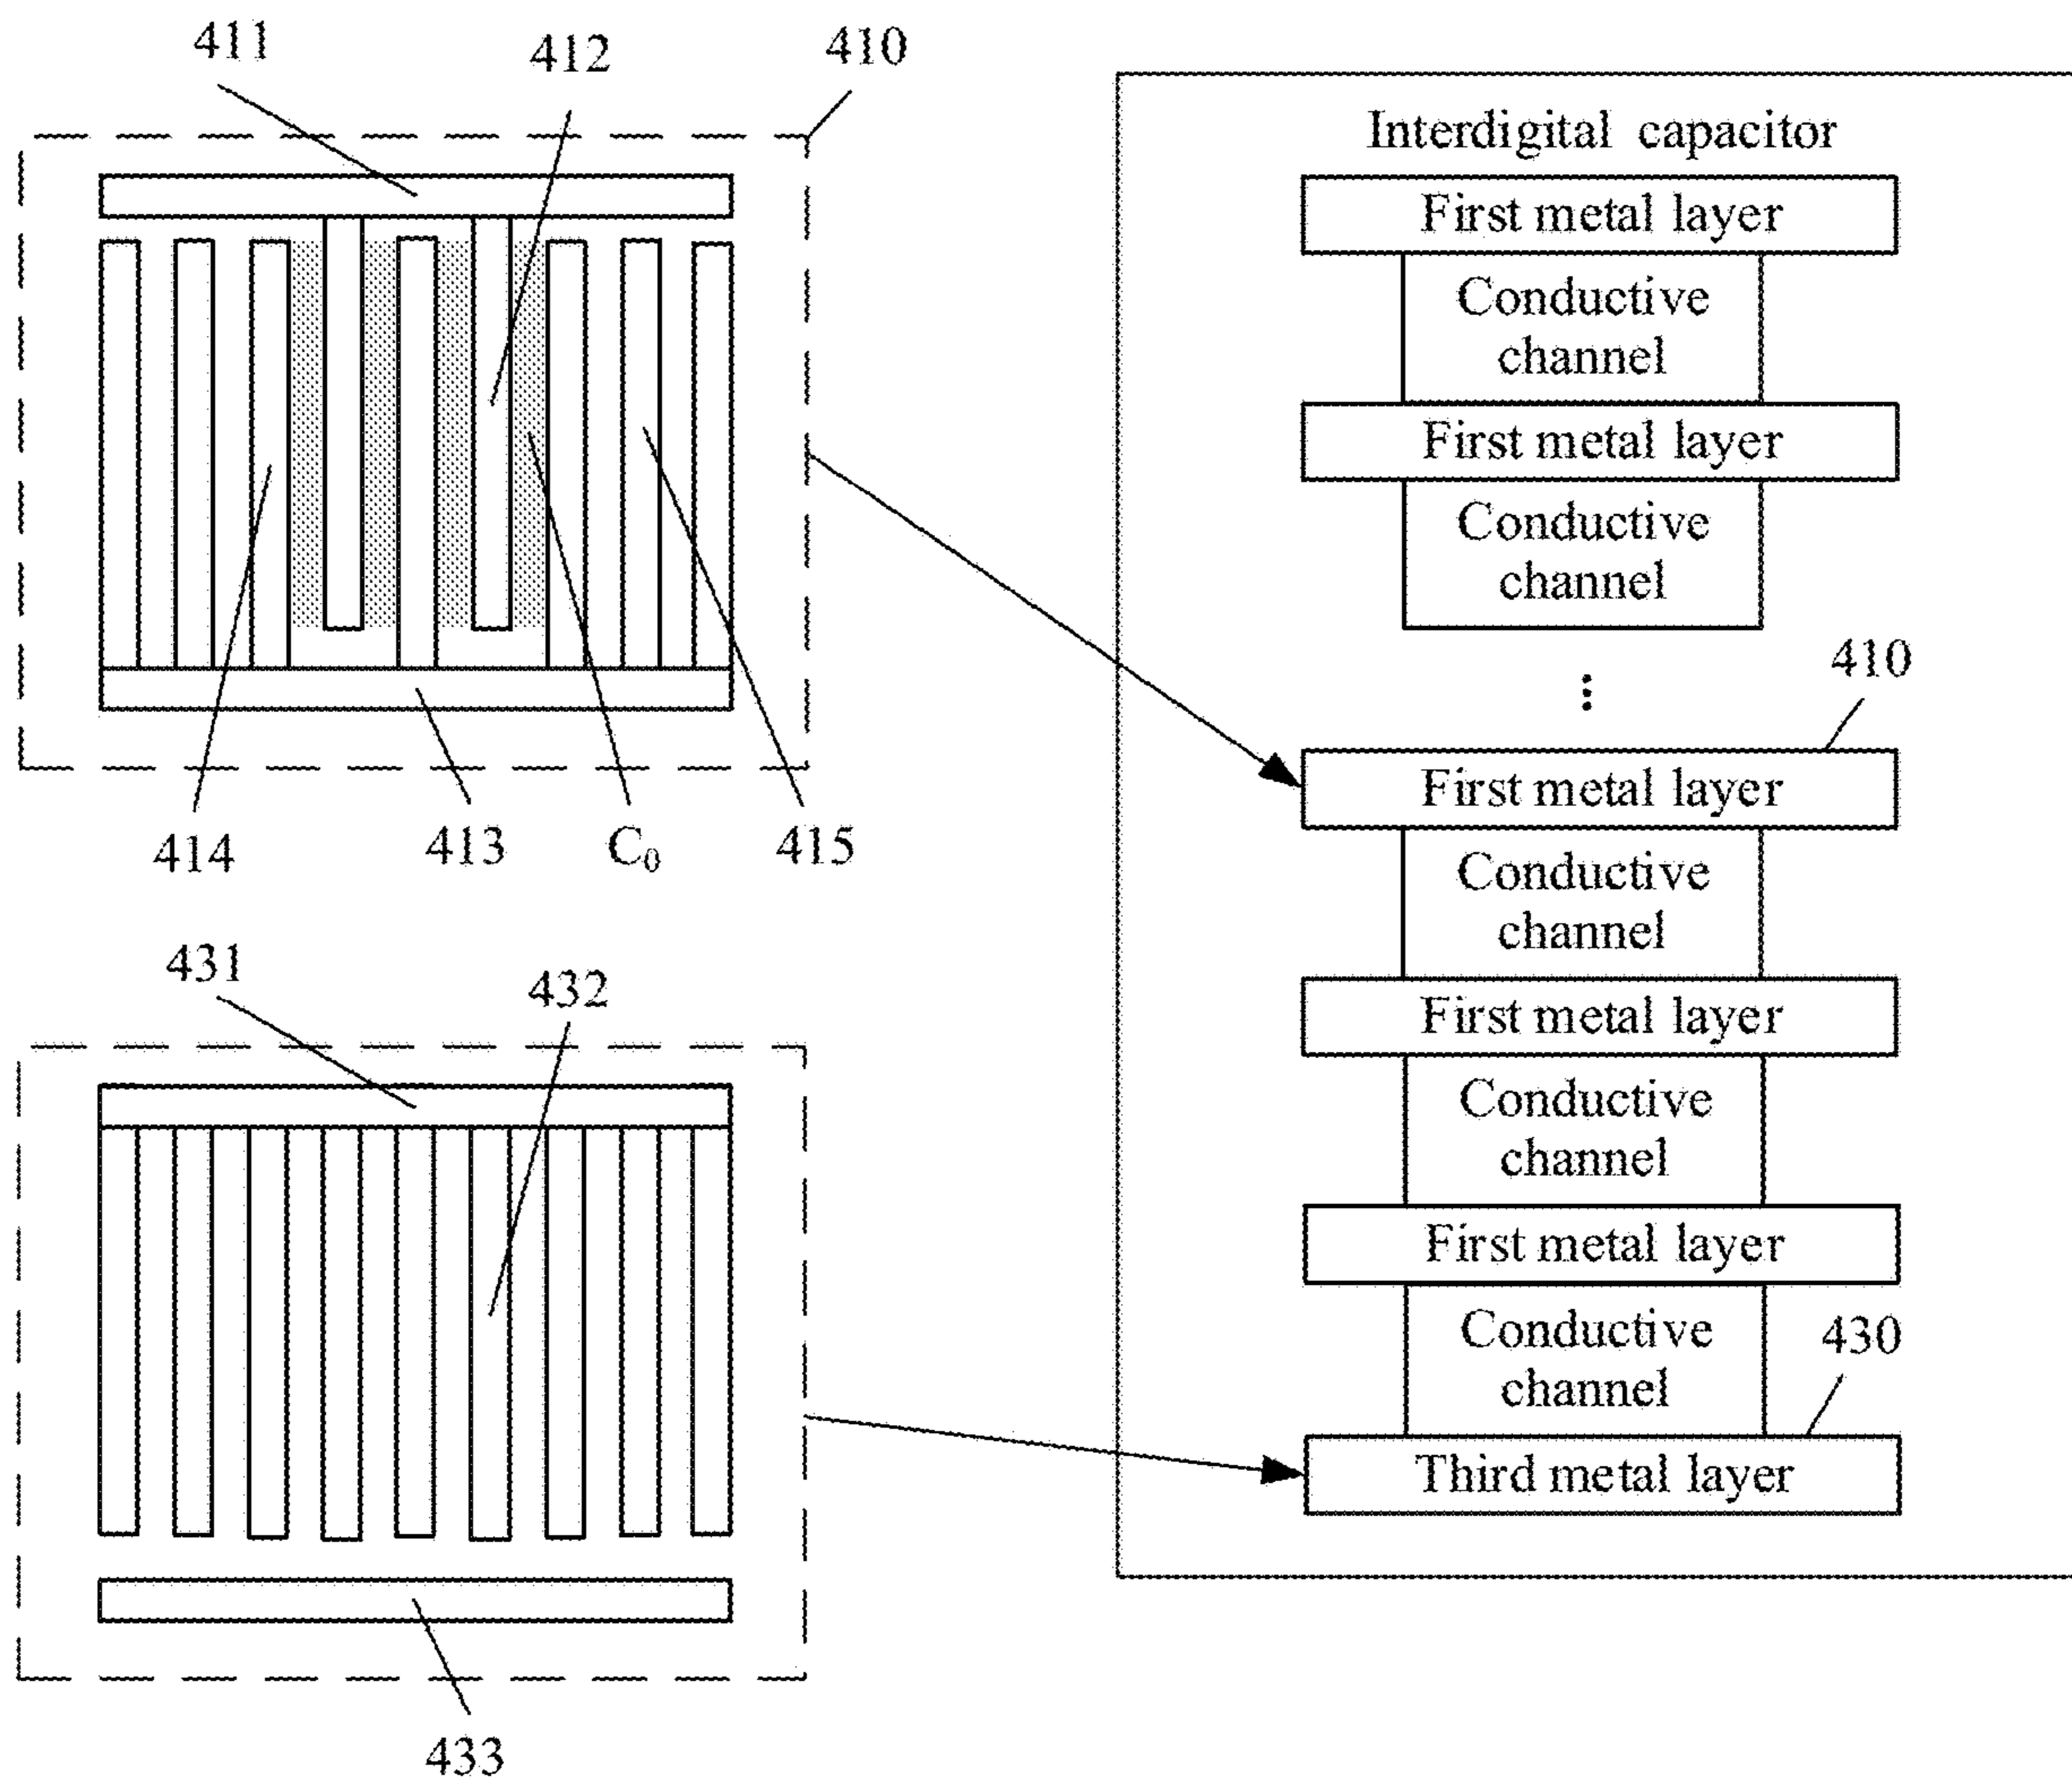 411
412
410
414
413
C₀
415
431
432
433
Interdigital capacitor
First metal layer
Conductive
channel
First metal layer
Conductive
channel
⋮
410
First metal layer
Conductive
channel
First metal layer
Conductive
channel
First metal layer
Conductive
channel
430
Third metal layer